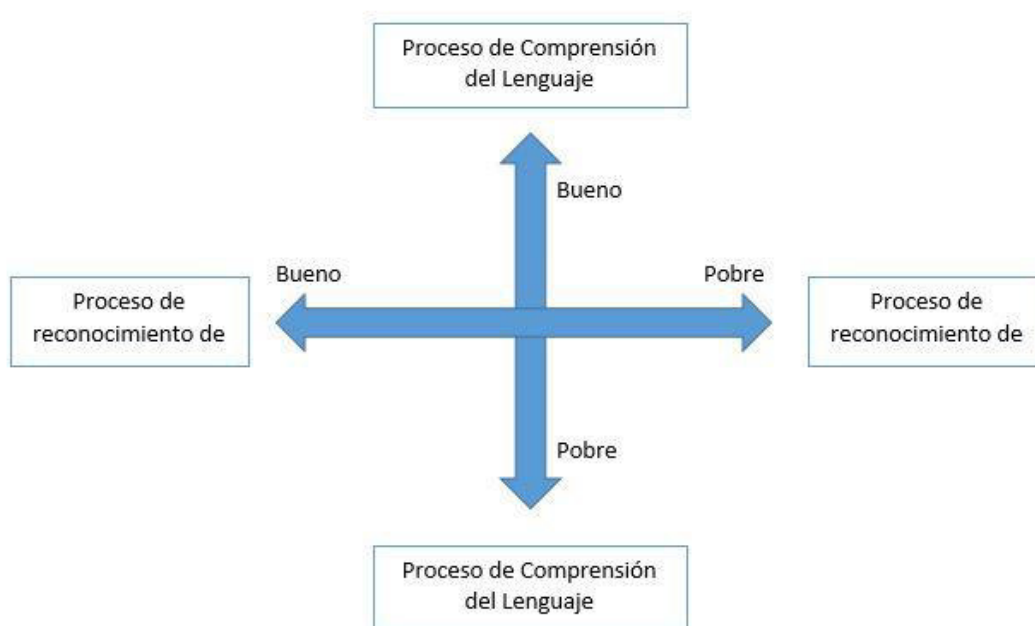 Proceso de Comprensión
del Lenguaje
Bueno
Bueno
Pobre
Proceso de
reconocimiento de
Proceso de
reconocimiento de
Pobre
Proceso de Comprensión
del Lenguaje